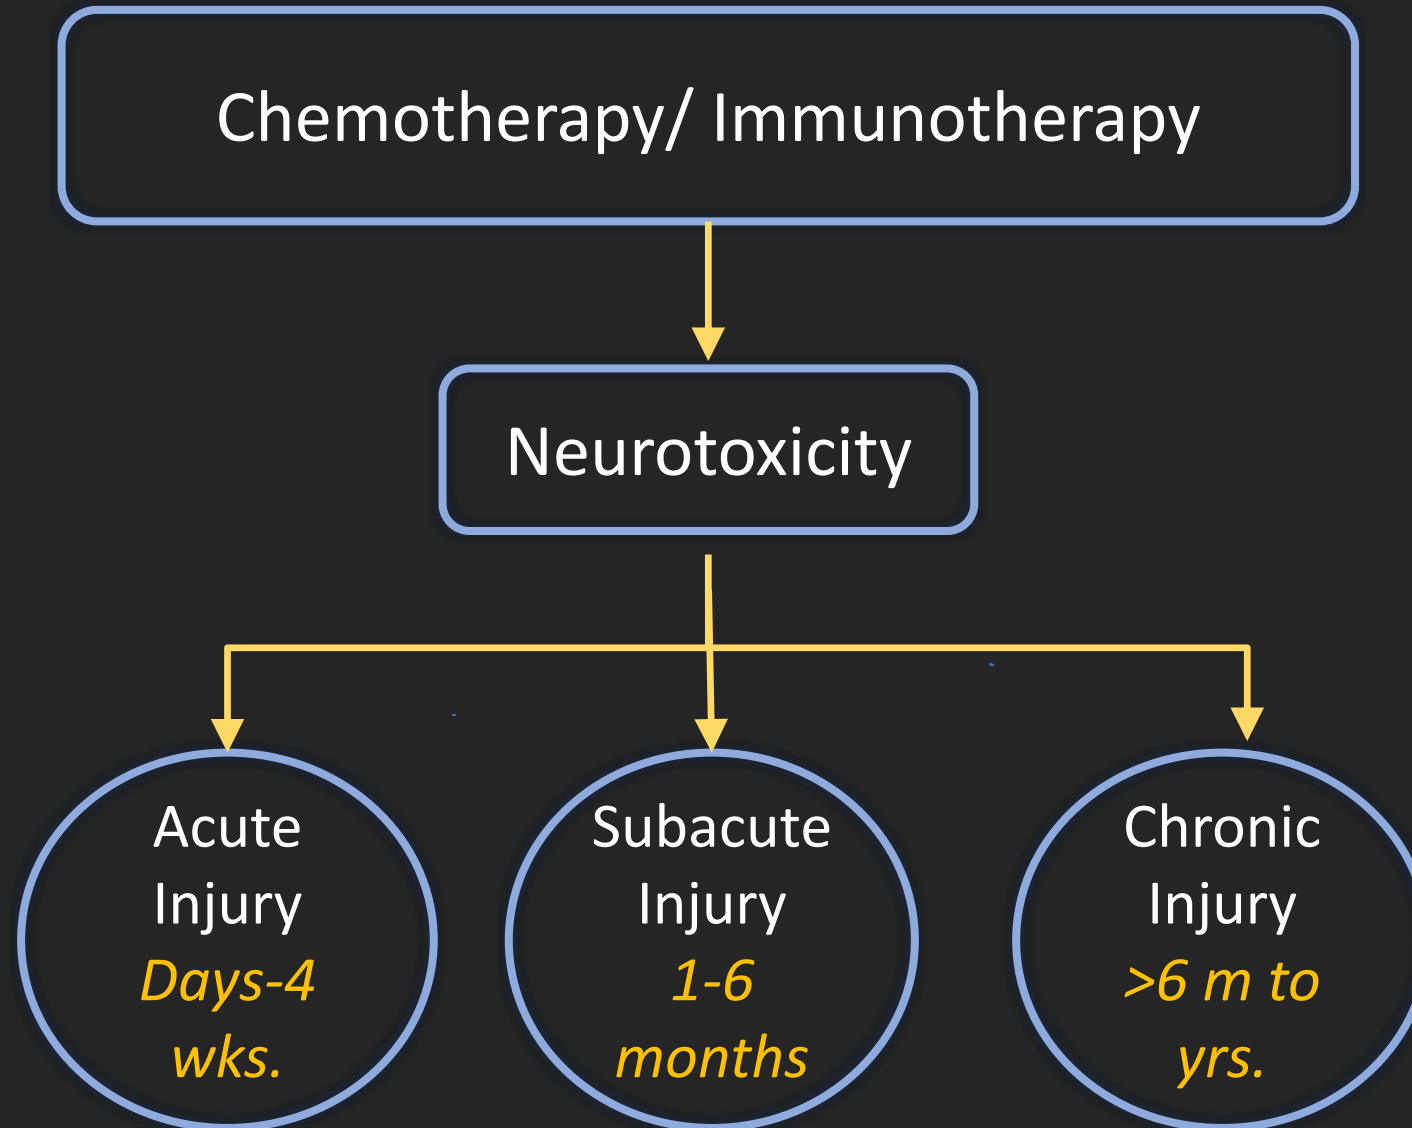 Chemotherapy/ Immunotherapy
Neurotoxicity
Acute
Injury
Days-4
wks.
Subacute
Injury
1-6
months
Chronic
Injury
>6 m to
yrs.